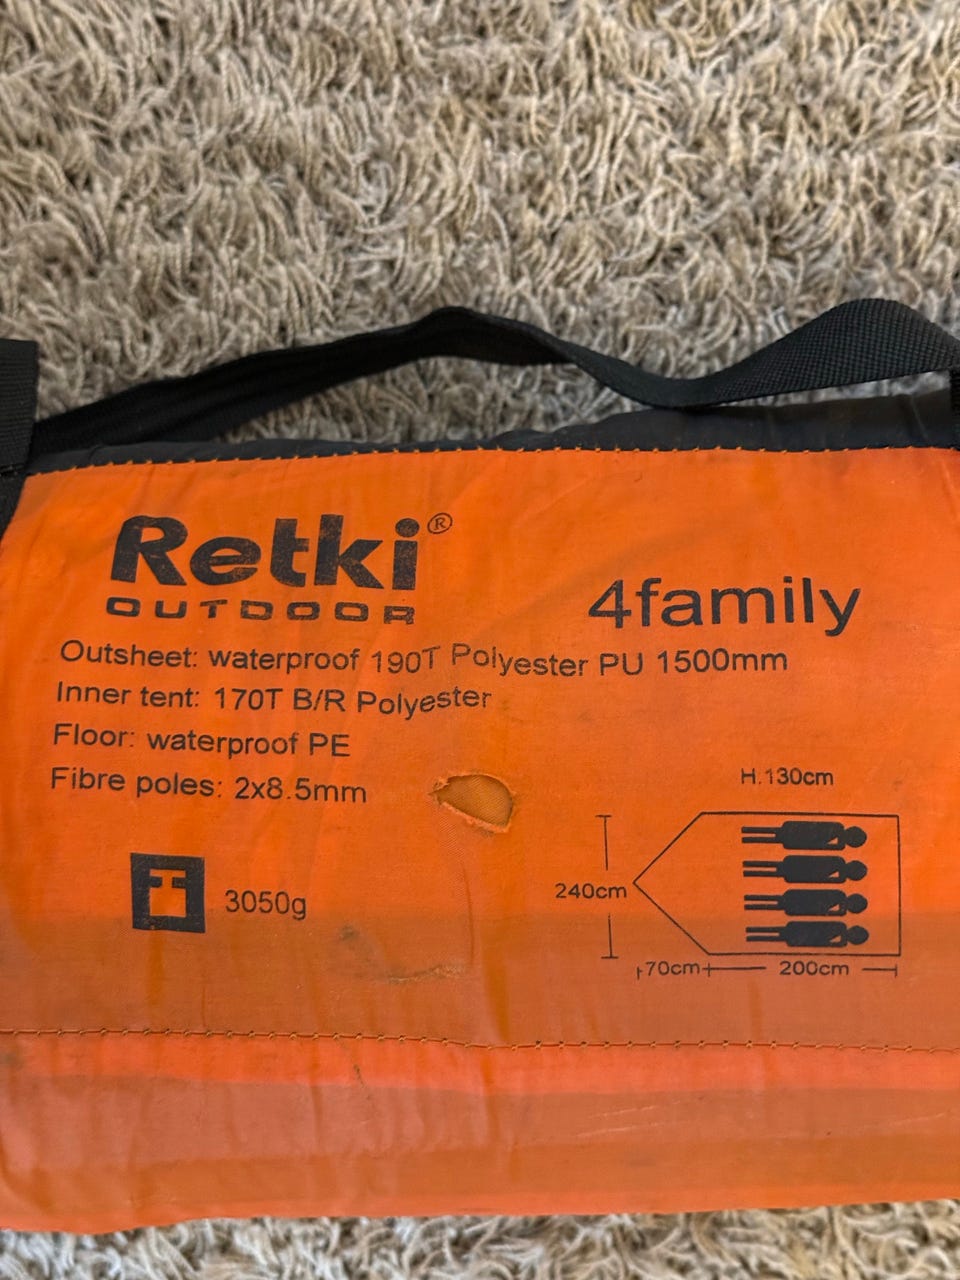 Retki®
OUTDOOR
4family
Outsheet: waterproof 190T Polyester PU 1500mm
Inner tent: 170T B/R Polyester
Floor: waterproof PE
Fibre poles: 2x8.5mm
3050g
H.130cm
240cm
70cm
200cm